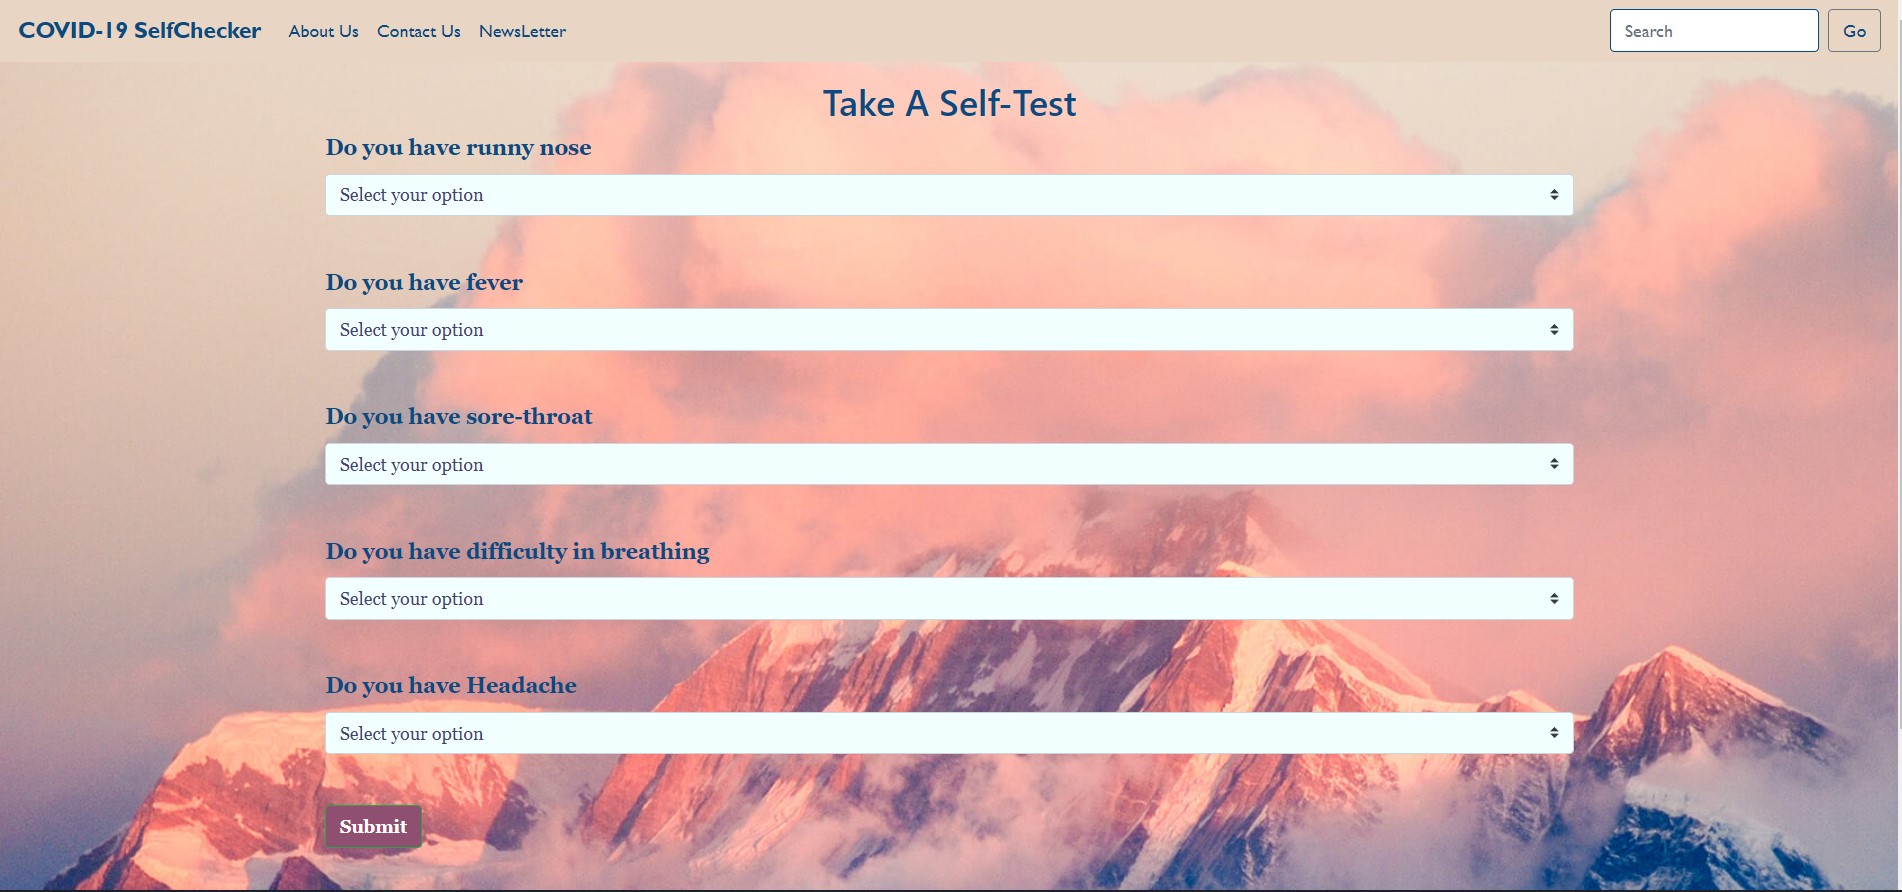 COVID-19 SelfChecker About Us Contact Us NewsLetter Search Go
Take A Self-Test
Do you have runny nose
Select your option
Do you have fever
Select your option
Do you have sore-throat
Select your option
Do you have difficulty in breathing
Select your option
Do you have Headache
Select your option
Submit